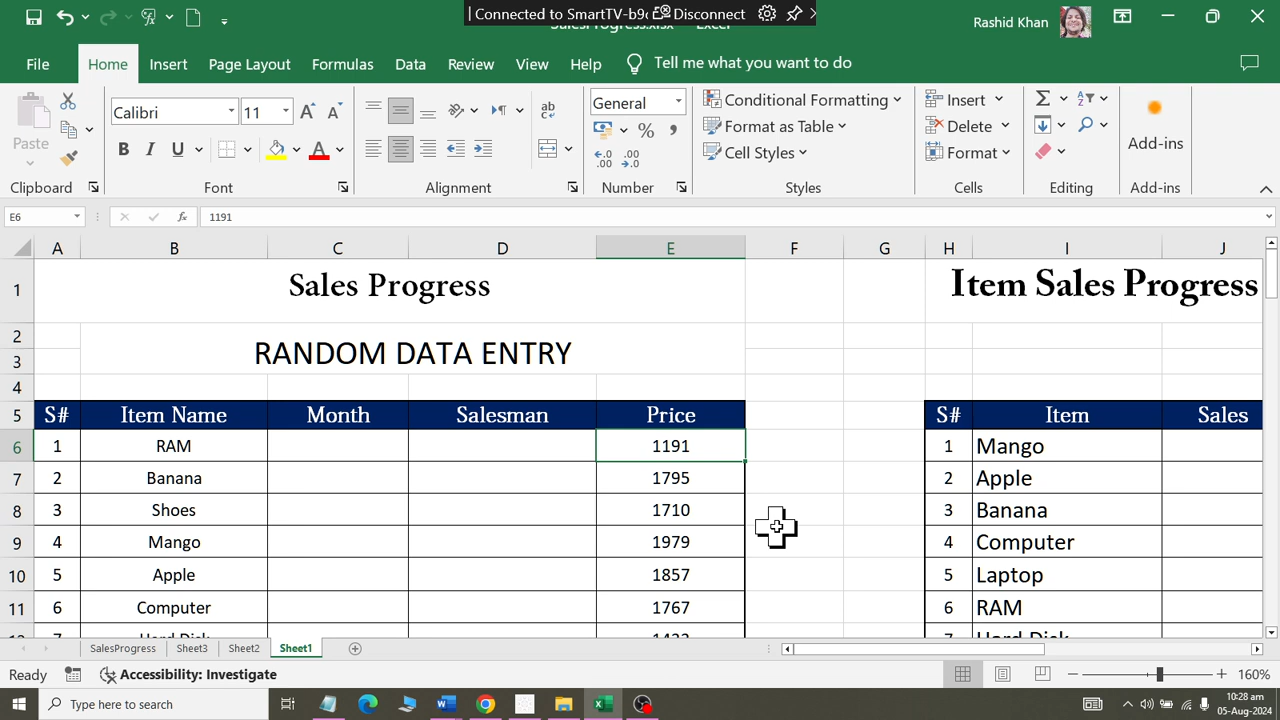 Connected to SmartTV-b9
Disconnect
SalesProgress.xlsx - Excel
Rashid Khan
File Home Insert Page Layout Formulas Data Review View Help Tell me what you want to do
Calibri 11 General
Conditional Formatting
Format as Table
Cell Styles
Insert
Delete
Format
Paste
B I U
Add-ins
Clipboard Font Alignment Number Styles Cells Editing Add-ins
E6 fx 1191
A B C D E F G H I J
1 Sales Progress Item Sales Progress
2
3 RANDOM DATA ENTRY
4
5 S# Item Name Month Salesman Price S# Item Sales
6 1 RAM 1191 1 Mango
7 2 Banana 1795 2 Apple
8 3 Shoes 1710 3 Banana
9 4 Mango 1979 4 Computer
10 5 Apple 1857 5 Laptop
11 6 Computer 1767 6 RAM
7 Hard Disk Hard Disk
SalesProgress Sheet3 Sheet2 Sheet1
Ready Accessibility: Investigate 160%
Type here to search
10:28 am
05-Aug-2024